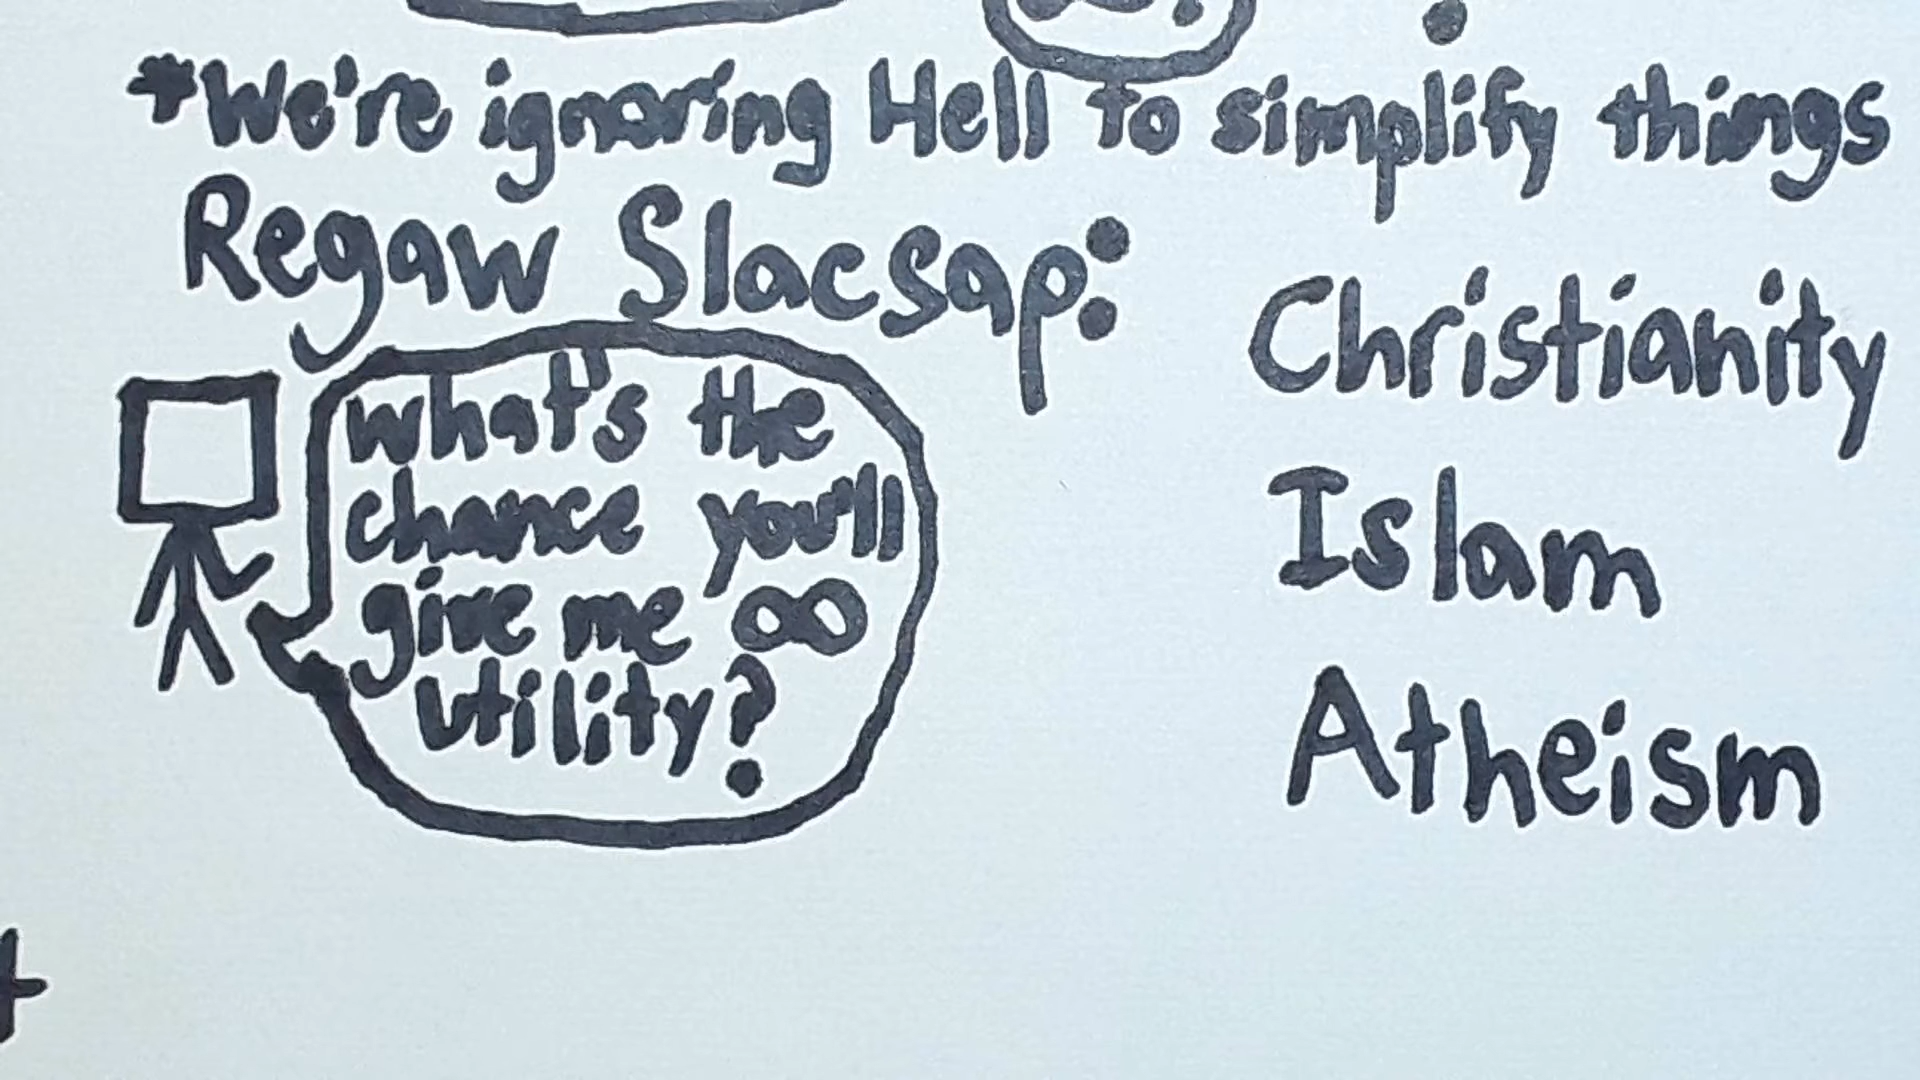 *We're ignoring Hell to simplify things
Regaw Slacsap:
what's the
chance you'll
give me ∞
utility?
Christianity
Islam
Atheism